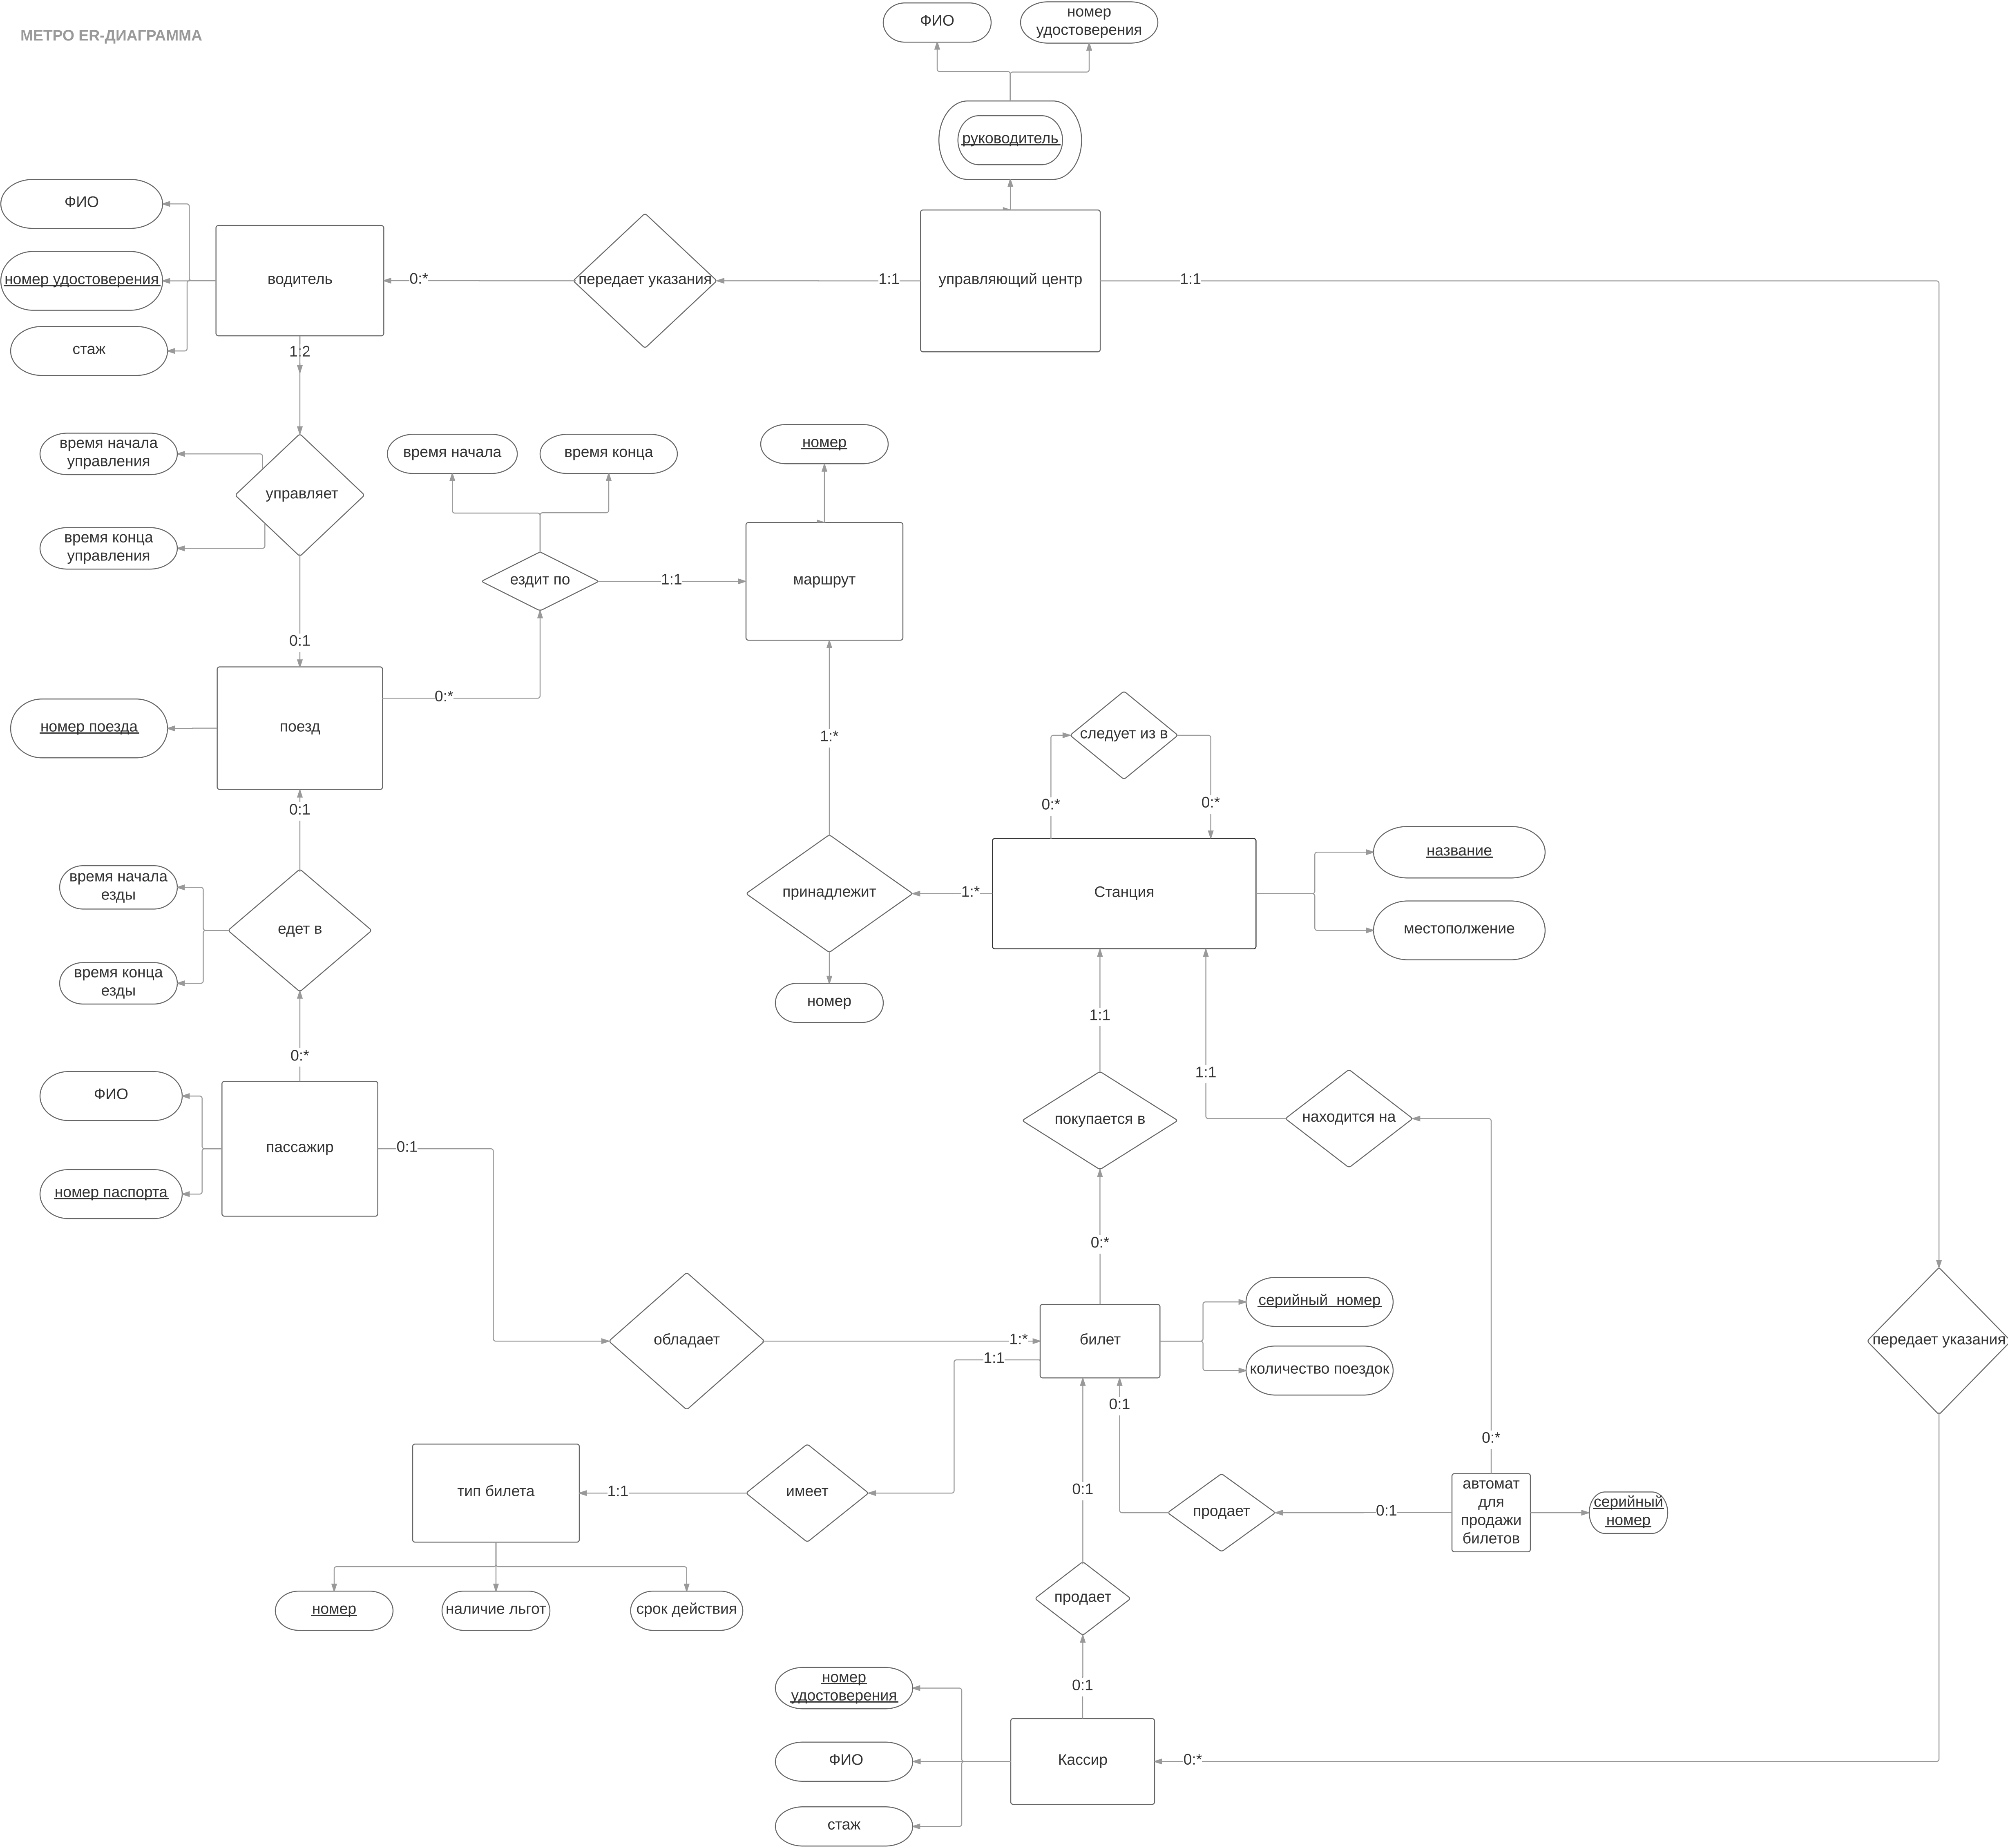 МЕТРО ER-ДИАГРАММА
ФИО
номер
удостоверения
руководитель
ФИО
номер удостоверения
стаж
водитель
0:*
передает указания
1:1
управляющий центр
1:1
1:2
время начала
управления
время конца
управления
управляет
время начала
время конца
номер
ездит по
1:1
маршрут
0:1
0:*
номер поезда
поезд
1:*
следует из в
0:*
0:*
0:1
время начала
езды
время конца
езды
едет в
принадлежит
1:*
Станция
название
местополжение
номер
0:*
1:1
1:1
ФИО
номер паспорта
пассажир
0:1
покупается в
находится на
0:*
обладает
1:*
1:1
билет
серийный  номер
количество поездок
передает указания
0:1
0:*
тип билета
1:1
имеет
0:1
продает
0:1
автомат
для
продажи
билетов
серийный
номер
номер
наличие льгот
срок действия
продает
0:1
номер
удостоверения
ФИО
стаж
Кассир
0:*